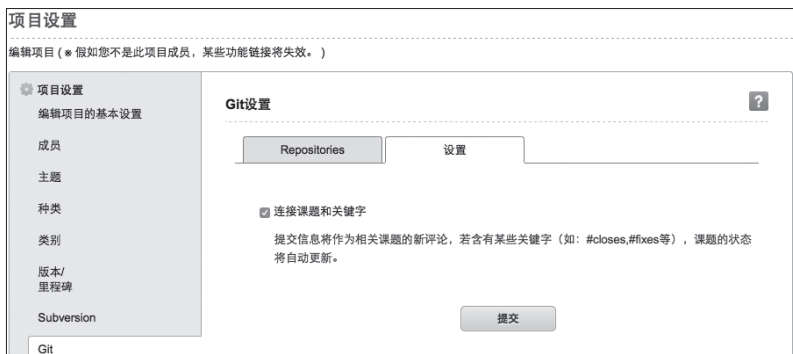 项目设置
编辑项目 ( ※ 假如您不是此项目成员，某些功能链接将失效。 )
项目设置
编辑项目的基本设置
成员
主题
种类
类别
版本/
里程碑
Subversion
Git
Git设置
?
Repositories
设置
连接课题和关键字
提交信息将作为相关课题的新评论，若含有某些关键字（如：#closes,#fixes等），课题的状态
将自动更新。
提交